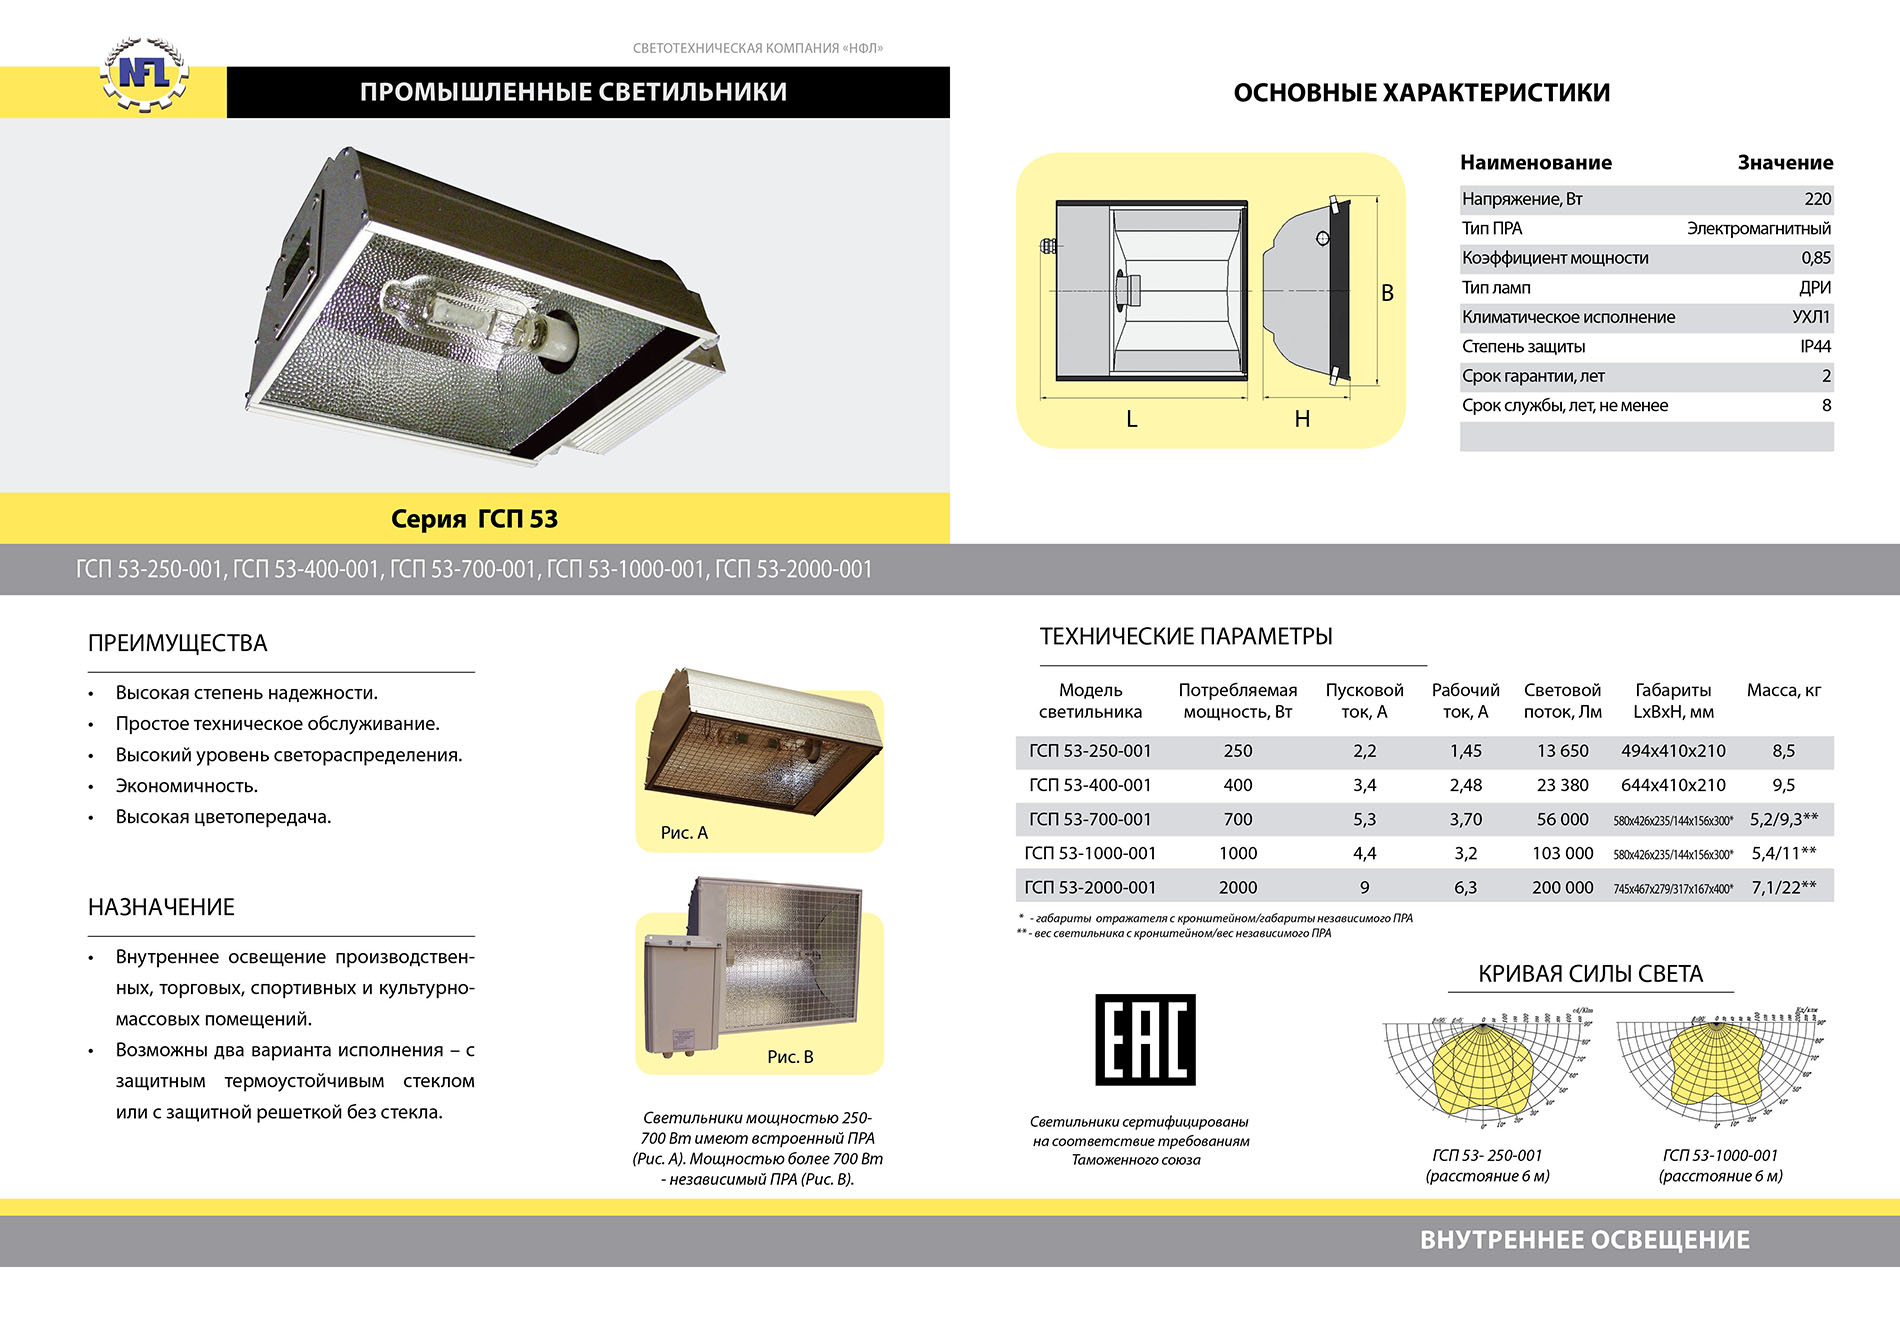 СВЕТОТЕХНИЧЕСКАЯ КОМПАНИЯ «НФЛ»
NFL
ПРОМЫШЛЕННЫЕ СВЕТИЛЬНИКИ
Серия ГСП 53
ГСП 53-250-001, ГСП 53-400-001, ГСП 53-700-001, ГСП 53-1000-001, ГСП 53-2000-001
ПРЕИМУЩЕСТВА
• Высокая степень надежности.
• Простое техническое обслуживание.
• Высокий уровень светораспределения.
• Экономичность.
• Высокая цветопередача.
НАЗНАЧЕНИЕ
• Внутреннее освещение производствен-
ных, торговых, спортивных и культурно-
массовых помещений.
• Возможны два варианта исполнения – с
защитным термоустойчивым стеклом
или с защитной решеткой без стекла.
Рис. А
Рис. В
Светильники мощностью 250-
700 Вт имеют встроенный ПРА
(Рис. А). Мощностью более 700 Вт
- независимый ПРА (Рис. В).
ОСНОВНЫЕ ХАРАКТЕРИСТИКИ
L
H
B
Наименование Значение
Напряжение, Вт 220
Тип ПРА Электромагнитный
Коэффициент мощности 0,85
Тип ламп ДРИ
Климатическое исполнение УХЛ1
Степень защиты IP44
Срок гарантии, лет 2
Срок службы, лет, не менее 8
ТЕХНИЧЕСКИЕ ПАРАМЕТРЫ
Модель Потребляемая Пусковой Рабочий Световой Габариты Масса, кг
светильника мощность, Вт ток, А ток, А поток, Лм LxBxH, мм
ГСП 53-250-001 250 2,2 1,45 13 650 494х410х210 8,5
ГСП 53-400-001 400 3,4 2,48 23 380 644х410х210 9,5
ГСП 53-700-001 700 5,3 3,70 56 000 580х426х235/144х156х300* 5,2/9,3**
ГСП 53-1000-001 1000 4,4 3,2 103 000 580х426х235/144х156х300* 5,4/11**
ГСП 53-2000-001 2000 9 6,3 200 000 745х467х279/317х167х400* 7,1/22**
* - габариты отражателя с кронштейном/габариты независимого ПРА
** - вес светильника с кронштейном/вес независимого ПРА
EAC
Светильники сертифицированы
на соответствие требованиям
Таможенного союза
КРИВАЯ СИЛЫ СВЕТА
ГСП 53- 250-001
(расстояние 6 м)
ГСП 53-1000-001
(расстояние 6 м)
ВНУТРЕННЕЕ ОСВЕЩЕНИЕ